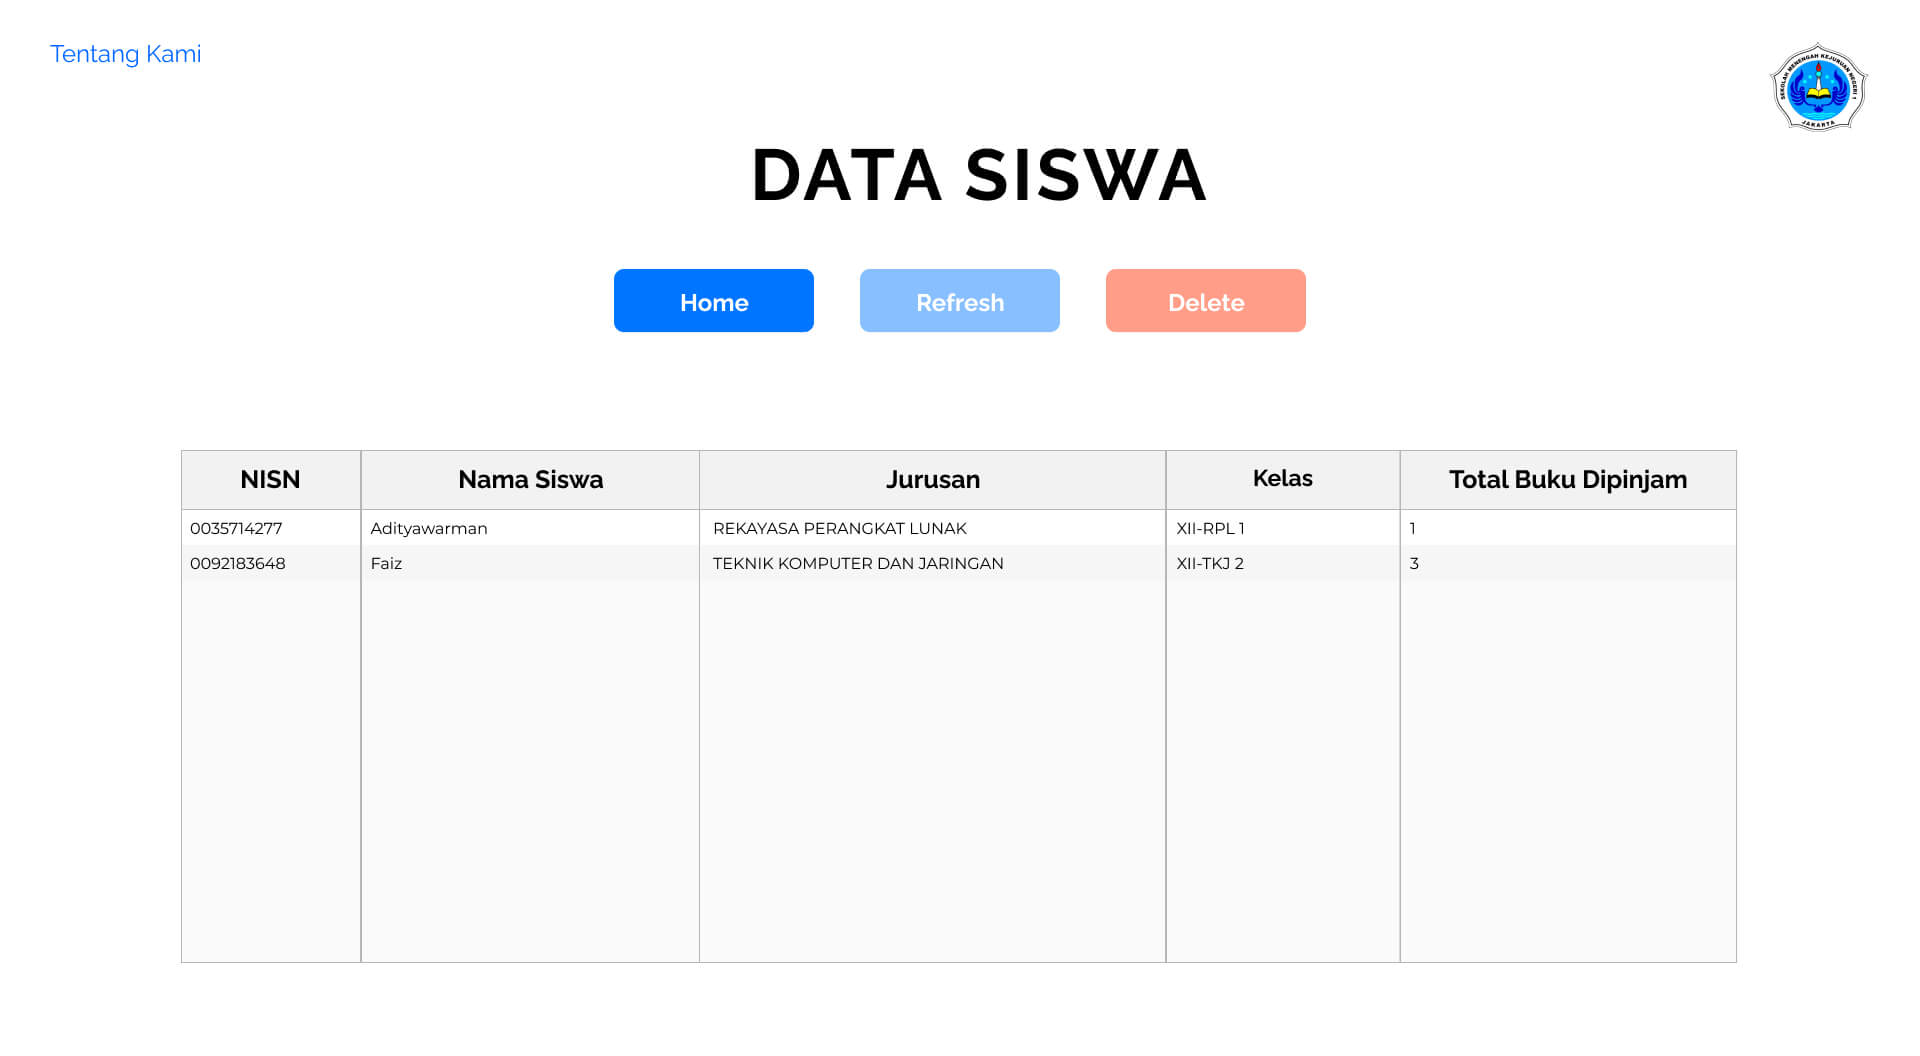 Tentang Kami
SEKOLAH MENENGAH KEJURUAN NEGERI 1
JAKARTA
DATA SISWA
Home Refresh Delete
NISN Nama Siswa Jurusan Kelas Total Buku Dipinjam
0035714277 Adityawarman REKAYASA PERANGKAT LUNAK XII-RPL 1 1
0092183648 Faiz TEKNIK KOMPUTER DAN JARINGAN XII-TKJ 2 3